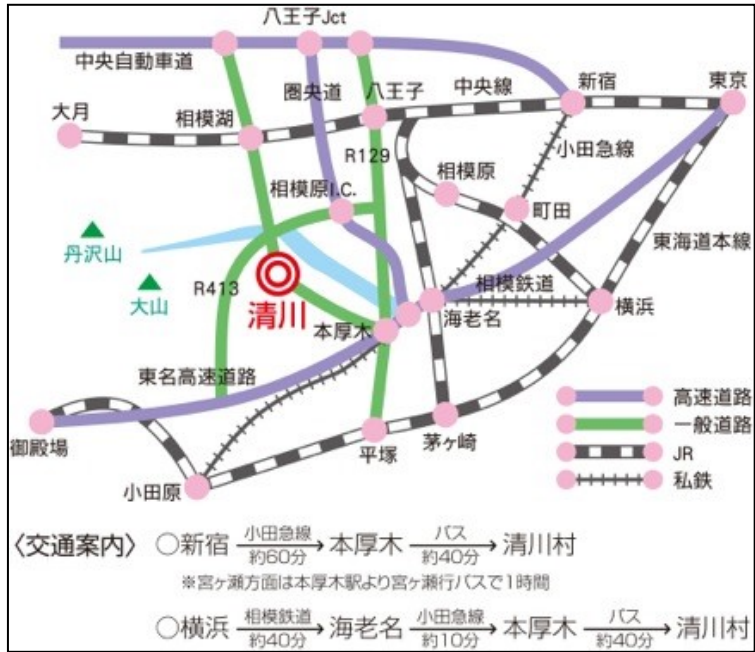 八王子Jct
中央自動車道
圏央道
八王子
中央線
新宿
東京
大月
相模湖
R129
小田急線
相模原
相模原I.C.
町田
丹沢山
東海道本線
大山
R413
清川
相模鉄道
海老名
横浜
本厚木
東名高速道路
御殿場
小田原
平塚
茅ヶ崎
高速道路
一般道路
JR
私鉄
〈交通案内〉 ○新宿 小田急線 約60分 本厚木 バス 約40分 清川村
※宮ヶ瀬方面は本厚木駅より宮ヶ瀬行バスで1時間
○横浜 相模鉄道 約40分 海老名 小田急線 約10分 本厚木 バス 約40分 清川村